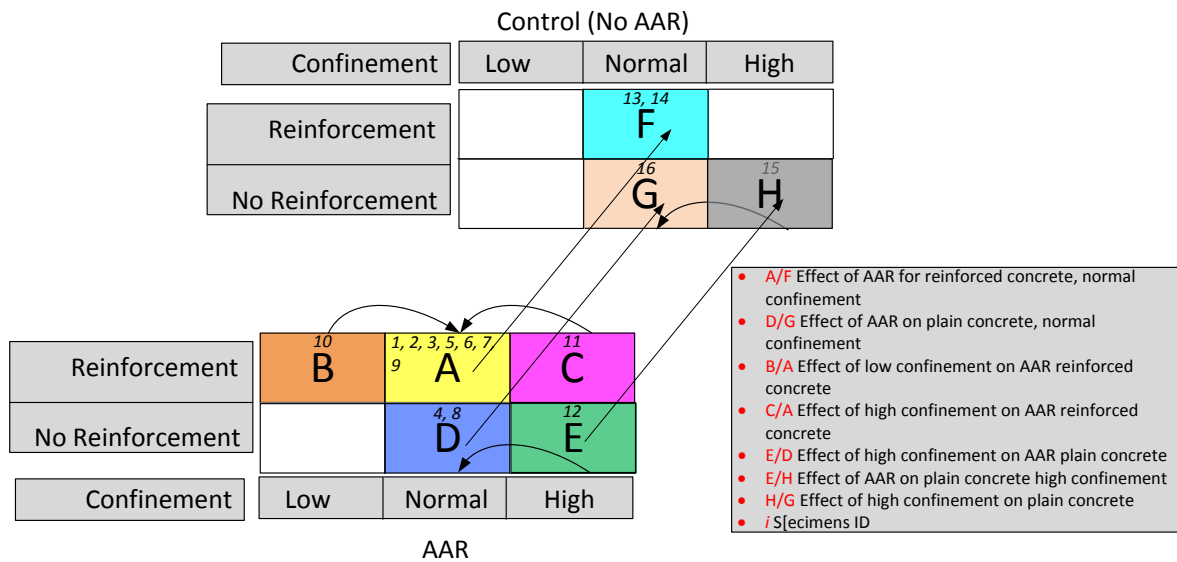 Control (No AAR)
Confinement Low Normal High
Reinforcement
13, 14
F
No Reinforcement
16
G
15
H
• A/F Effect of AAR for reinforced concrete, normal
confinement
• D/G Effect of AAR on plain concrete, normal
confinement
• B/A Effect of low confinement on AAR reinforced
concrete
• C/A Effect of high confinement on AAR reinforced
concrete
• E/D Effect of high confinement on AAR plain concrete
• E/H Effect of AAR on plain concrete high confinement
• H/G Effect of high confinement on plain concrete
• i S[ecimens ID
Reinforcement
10
B
1, 2, 3, 5, 6, 7,
9
A
11
C
No Reinforcement
4, 8
D
12
E
Confinement Low Normal High
AAR